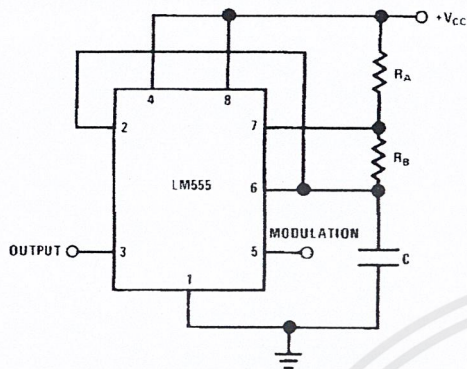 +VCC
4 8
RA
2 7
RB
LM555
6
MODULATION
OUTPUT 3 5 C
1